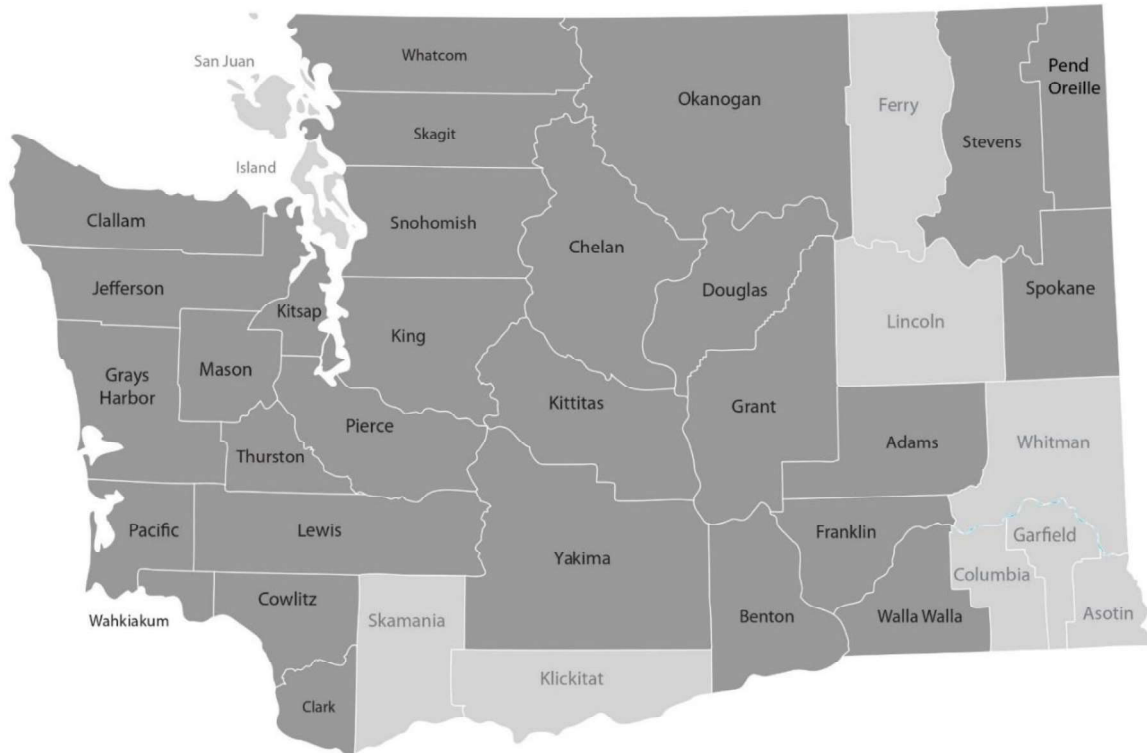 Whatcom
San Juan
Pend
Oreille
Okanogan
Ferry
Skagit
Stevens
Island
Clallam
Snohomish
Chelan
Jefferson
Douglas
Spokane
Kitsap
Lincoln
King
Mason
Grays
Harbor
Kittitas
Grant
Pierce
Adams
Whitman
Thurston
Pacific
Lewis
Franklin
Garfield
Yakima
Columbia
Cowlitz
Wahkiakum
Skamania
Benton
Walla Walla
Asotin
Klickitat
Clark